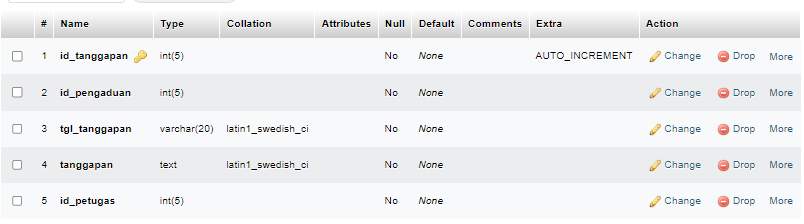 # Name Type Collation Attributes Null Default Comments Extra Action
1 id_tanggapan int(5) No None AUTO_INCREMENT Change Drop More
2 id_pengaduan int(5) No None Change Drop More
3 tgl_tanggapan varchar(20) latin1_swedish_ci No None Change Drop More
4 tanggapan text latin1_swedish_ci No None Change Drop More
5 id_petugas int(5) No None Change Drop More